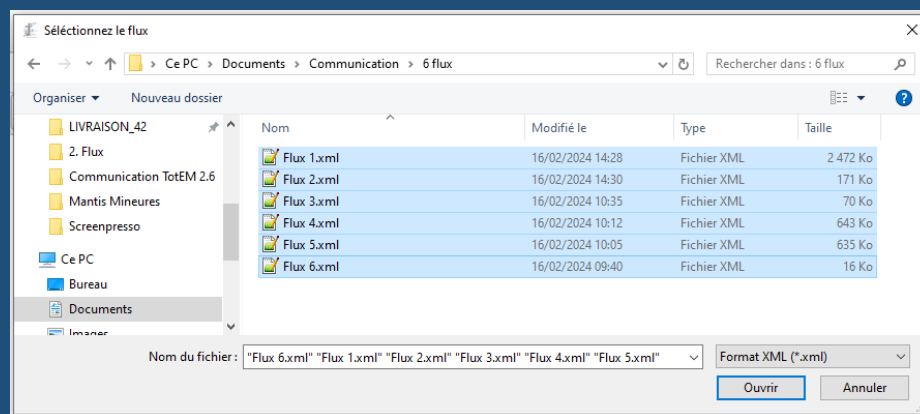 Séléctionnez le flux
Ce PC > Documents > Communication > 6 flux
Rechercher dans : 6 flux
Organiser
Nouveau dossier
LIVRAISON_42
2. Flux
Communication TotEM 2.6
Mantis Mineures
Screenpresso
Ce PC
Bureau
Documents
Images
Nom Modifié le Type Taille
Flux 1.xml 16/02/2024 14:28 Fichier XML 2 472 Ko
Flux 2.xml 16/02/2024 14:30 Fichier XML 171 Ko
Flux 3.xml 16/02/2024 10:35 Fichier XML 70 Ko
Flux 4.xml 16/02/2024 10:12 Fichier XML 643 Ko
Flux 5.xml 16/02/2024 10:05 Fichier XML 635 Ko
Flux 6.xml 16/02/2024 09:40 Fichier XML 16 Ko
Nom du fichier : "Flux 6.xml" "Flux 1.xml" "Flux 2.xml" "Flux 3.xml" "Flux 4.xml" "Flux 5.xml"
Format XML (*.xml)
Ouvrir
Annuler